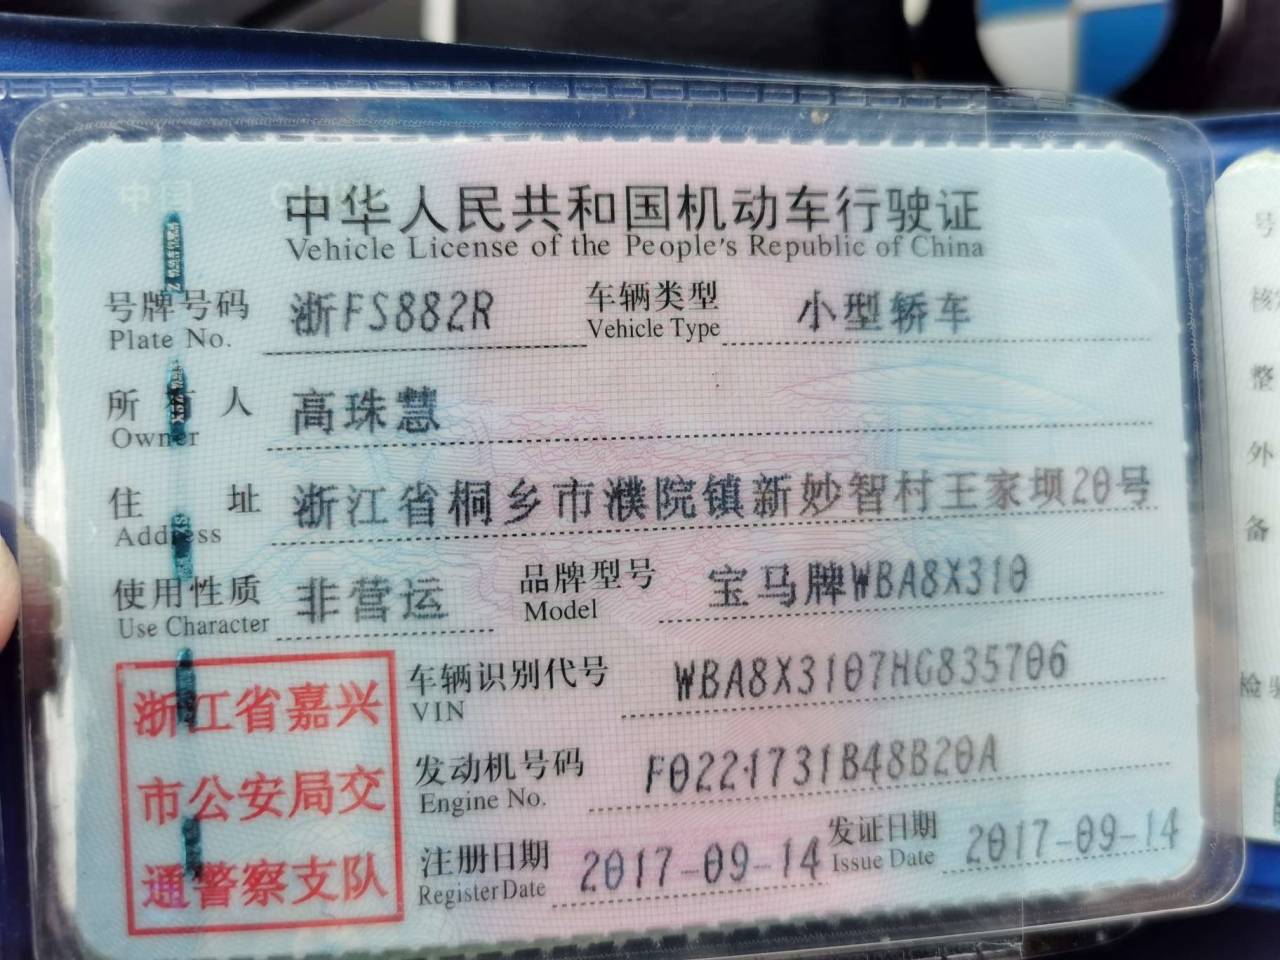 中华人民共和国机动车行驶证
Vehicle License of the People's Republic of China
号牌号码 浙FS882R 车辆类型 小型轿车
Plate No. Vehicle Type
所有人 高珠慧
Owner
住址 浙江省桐乡市濮院镇新妙智村王家坝20号
Address
使用性质 非营运 品牌型号 宝马牌WBA8X310
Use Character Model
浙江省嘉兴
市公安局交
通警察支队
车辆识别代号 WBA8X3107HG835706
VIN
发动机号码 F0221731B48B20A
Engine No.
注册日期 2017-09-14 发证日期 2017-09-14
Register Date Issue Date
号
核
整
外
备
检验